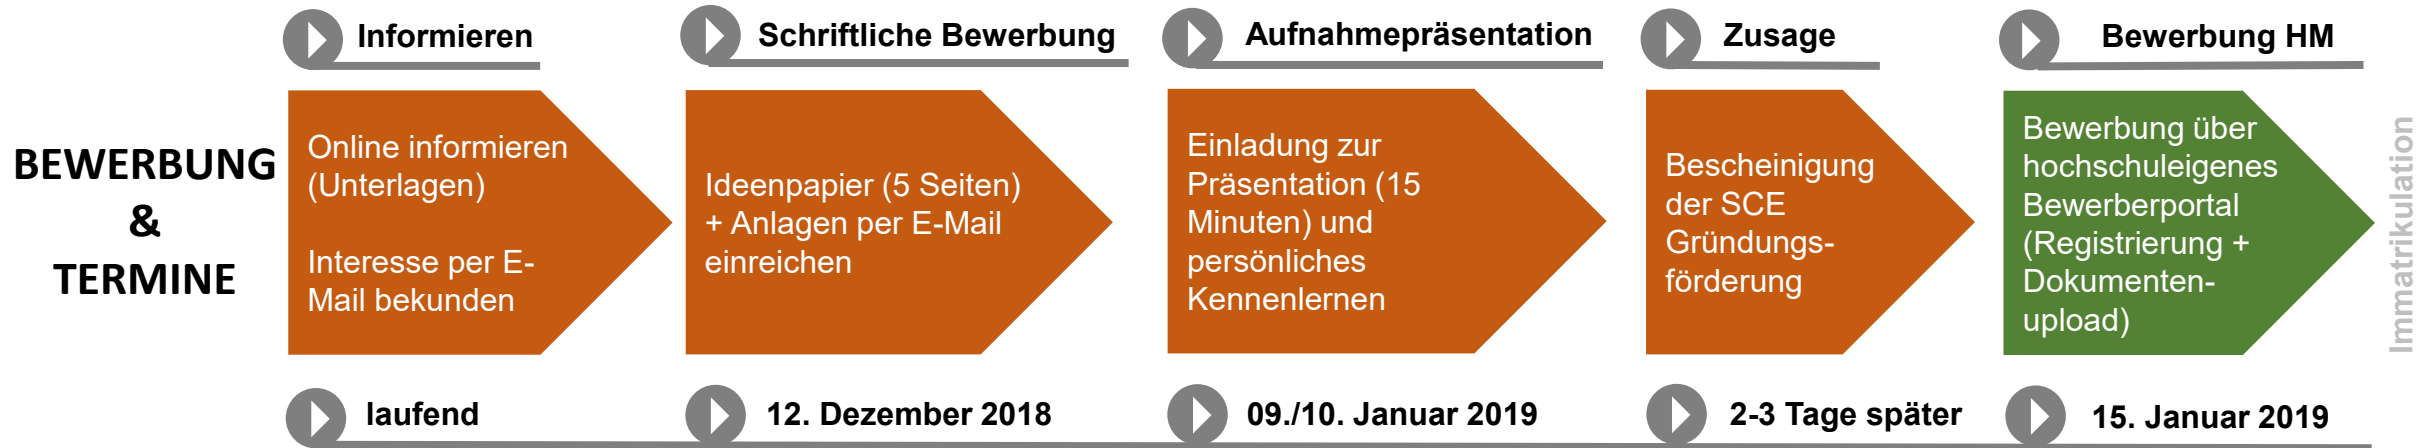 BEWERBUNG
&
TERMINE
Informieren
Online informieren
(Unterlagen)
Interesse per E-
Mail bekunden
laufend
Schriftliche Bewerbung
Ideenpapier (5 Seiten)
+ Anlagen per E-Mail
einreichen
12. Dezember 2018
Aufnahmepräsentation
Einladung zur
Präsentation (15
Minuten) und
persönliches
Kennenlernen
09./10. Januar 2019
Zusage
Bescheinigung
der SCE
Gründungs-
förderung
2-3 Tage später
Bewerbung HM
Bewerbung über
hochschuleigenes
Bewerberportal
(Registrierung +
Dokumenten-
upload)
15. Januar 2019
Immatrikulation